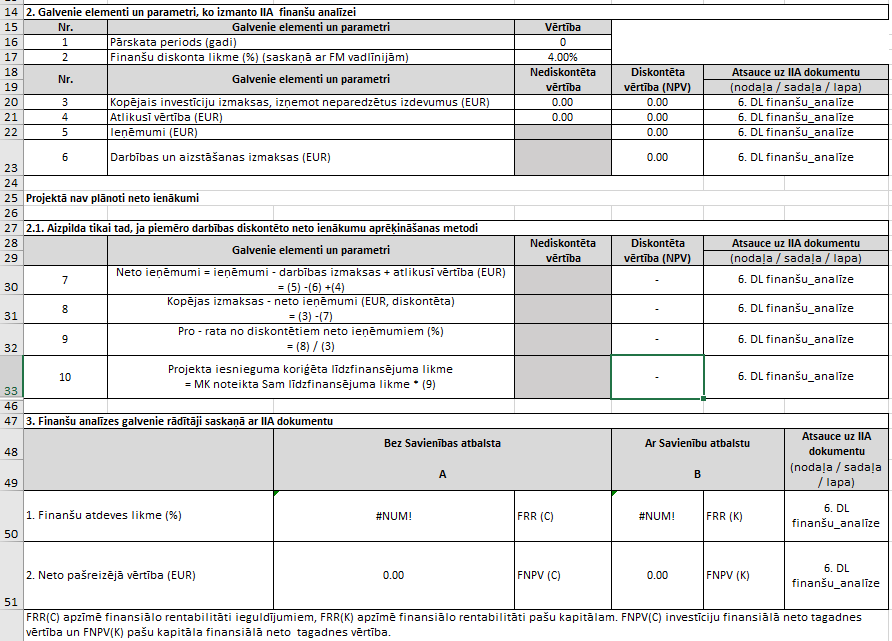 14 2. Galvenie elementi un parametri, ko izmanto IIA finanšu analīzei
15 Nr. Galvenie elementi un parametri Vērtība
16 1 Pārskata periods (gadi) 0
17 2 Finanšu diskonta likme (%) (saskaņā ar FM vadlīnijām) 4.00%
18 Nr. Galvenie elementi un parametri Nediskontēta Diskontēta Atsauce uz IIA dokumentu
19 vērtība vērtība (NPV) (nodaļa / sadaļa / lapa)
20 3 Kopējais investīciju izmaksas, izņemot neparedzētus izdevumus (EUR) 0.00 0.00 6. DL finanšu_analīze
21 4 Atlikusī vērtība (EUR) 0.00 0.00 6. DL finanšu_analīze
22 5 Ieņēmumi (EUR) 0.00 6. DL finanšu_analīze
23 6 Darbības un aizstāšanas izmaksas (EUR) 0.00 6. DL finanšu_analīze
24
25 Projektā nav plānoti neto ienākumi
26
27 2.1. Aizpilda tikai tad, ja piemēro darbības diskontēto neto ienākumu aprēķināšanas metodi
28 Galvenie elementi un parametri Nediskontēta Diskontēta Atsauce uz IIA dokumentu
29 vērtība vērtība (NPV) (nodaļa / sadaļa / lapa)
30 7 Neto ieņēmumi = ieņēmumi - darbības izmaksas + atlikusī vērtība (EUR) - 6. DL finanšu_analīze
= (5) -(6) +(4)
31 8 Kopējas izmaksas - neto ieņēmumi (EUR, diskontēta) - 6. DL finanšu_analīze
= (3) -(7)
32 9 Pro - rata no diskontētiem neto ieņēmumiem (%) - 6. DL finanšu_analīze
= (8) / (3)
33 10 Projekta iesnieguma koriģēta līdzfinansējuma likme - 6. DL finanšu_analīze
= MK noteikta Sam līdzfinansējuma likme * (9)
46
47 3. Finanšu analīzes galvenie rādītāji saskaņā ar IIA dokumentu
48 Bez Savienības atbalsta Ar Savienību atbalstu Atsauce uz IIA
dokumentu
49 A B (nodaļa / sadaļa
/ lapa)
50 1. Finanšu atdeves likme (%) #NUM! FRR (C) #NUM! FRR (K) 6. DL
finanšu_analīze
51 2. Neto pašreizējā vērtība (EUR) 0.00 FNPV (C) 0.00 FNPV (K) 6. DL
finanšu_analīze
FRR(C) apzīmē finansiālo rentabilitāti ieguldījumiem, FRR(K) apzīmē finansiālo rentabilitāti pašu kapitālam. FNPV(C) investīciju finansiālā neto tagadnes
vērtība un FNPV(K) pašu kapitāla finansiālā neto tagadnes vērtība.